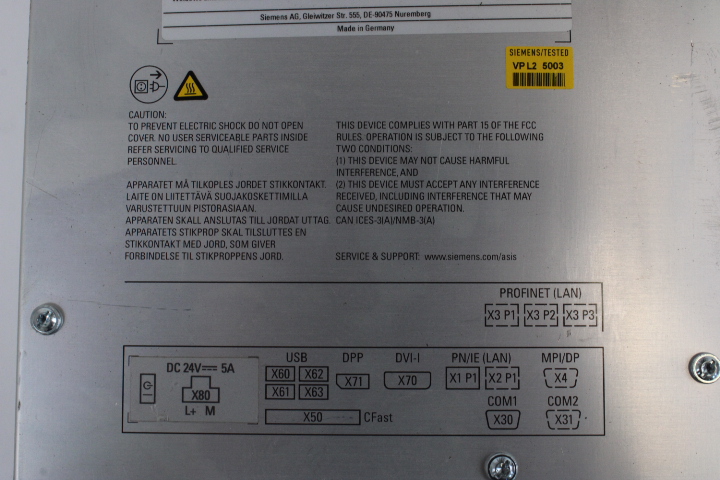 Siemens AG, Gleiwitzer Str. 555, DE-90475 Nuremberg
Made in Germany
SIEMENS/TESTED
VP L2 5003
CAUTION:
TO PREVENT ELECTRIC SHOCK DO NOT OPEN
COVER. NO USER SERVICEABLE PARTS INSIDE
REFER SERVICING TO QUALIFIED SERVICE
PERSONNEL.
APPARATET MÅ TILKOPLES JORDET STIKKONTAKT.
LAITE ON LIITETTÄVÄ SUOJAKOSKETTIMILLA
VARUSTETTUUN PISTORASIAAN.
APPARATEN SKALL ANSLUTAS TILL JORDAT UTTAG.
APPARATETS STIKPROP SKAL TILSLUTTES EN
STIKKONTAKT MED JORD, SOM GIVER
FORBINDELSE TIL STIKPROPPENS JORD.
THIS DEVICE COMPLIES WITH PART 15 OF THE FCC
RULES. OPERATION IS SUBJECT TO THE FOLLOWING
TWO CONDITIONS:
(1) THIS DEVICE MAY NOT CAUSE HARMFUL
INTERFERENCE, AND
(2) THIS DEVICE MUST ACCEPT ANY INTERFERENCE
RECEIVED, INCLUDING INTERFERENCE THAT MAY
CAUSE UNDESIRED OPERATION.
CAN ICES-3(A)/NMB-3(A)
SERVICE & SUPPORT: www.siemens.com/asis
PROFINET (LAN)
X3 P1 X3 P2 X3 P3
DC 24V 5A
X80
L+ M
USB
X60 X62
X61 X63
DPP
X71
DVI-I
X70
PN/IE (LAN)
X1 P1 X2 P1
MPI/DP
X4
X50 CFast
COM1
X30
COM2
X31